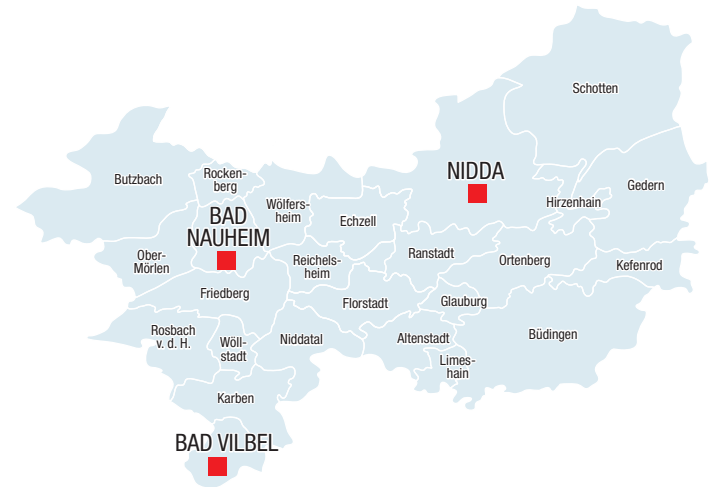 Schotten
NIDDA
Butzbach
Rocken-
berg
Gedern
Hirzenhain
Wölfers-
heim
Echzell
BAD
NAUHEIM
Ober-
Mörlen
Reichels-
heim
Ranstadt
Ortenberg
Kefenrod
Friedberg
Florstadt
Glauburg
Rosbach
v. d. H.
Wöll-
stadt
Niddatal
Altenstadt
Büdingen
Limes-
hain
Karben
BAD VILBEL